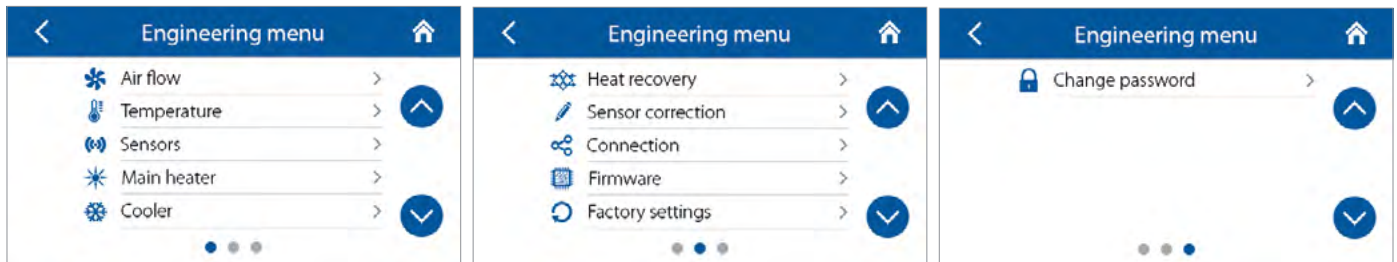 Engineering menu
Air flow
Temperature
Sensors
Main heater
Cooler
Engineering menu
Heat recovery
Sensor correction
Connection
Firmware
Factory settings
Engineering menu
Change password